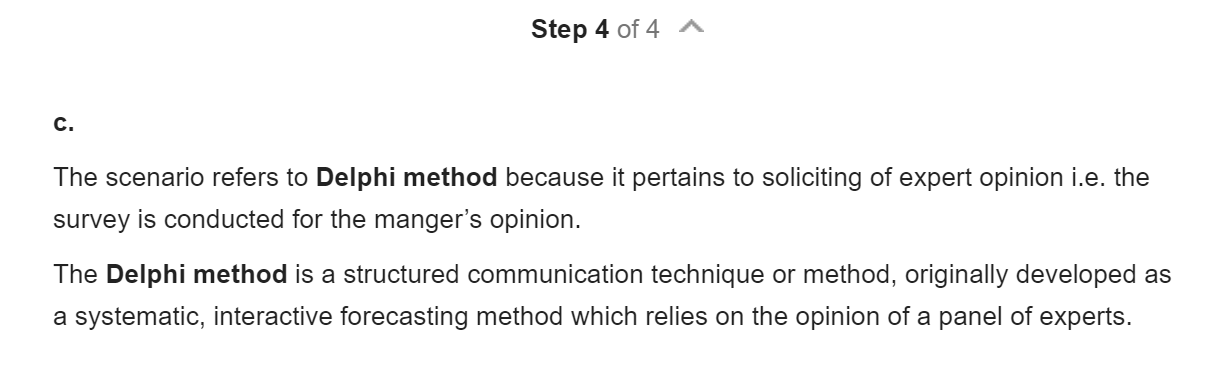 Step 4 of 4
c.
The scenario refers to Delphi method because it pertains to soliciting of expert opinion i.e. the
survey is conducted for the manger’s opinion.
The Delphi method is a structured communication technique or method, originally developed as
a systematic, interactive forecasting method which relies on the opinion of a panel of experts.